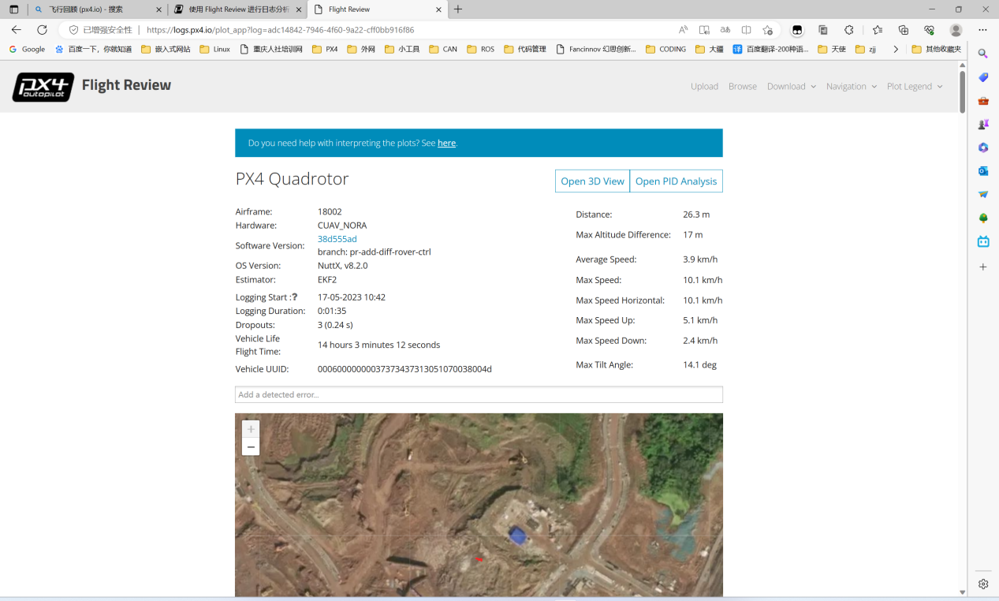 飞行回顾 (px4.io) - 搜索
使用 Flight Review 进行日志分析
Flight Review
已增强安全性
https://logs.px4.io/plot_app?log=adc14842-7946-4f60-9a22-cff0bb916f86
Google
百度一下，你就知道
嵌入式网站
Linux
重庆人社培训网
PX4
外网
小工具
CAN
ROS
代码管理
Fancinnov 幻思创新...
CODING
大疆
译 百度翻译-200种语...
天使
zjj
其他收藏夹
PX4 autopilot
Flight Review
Upload
Browse
Download
Navigation
Plot Legend
Do you need help with interpreting the plots? See here.
PX4 Quadrotor
Open 3D View
Open PID Analysis
Airframe: 18002
Hardware: CUAV_NORA
Software Version: 38d555ad
branch: pr-add-diff-rover-ctrl
OS Version: NuttX, v8.2.0
Estimator: EKF2
Logging Start :? 17-05-2023 10:42
Logging Duration: 0:01:35
Dropouts: 3 (0.24 s)
Vehicle Life
Flight Time: 14 hours 3 minutes 12 seconds
Vehicle UUID: 000600000000373734373130510700​38004d
Distance: 26.3 m
Max Altitude Difference: 17 m
Average Speed: 3.9 km/h
Max Speed: 10.1 km/h
Max Speed Horizontal: 10.1 km/h
Max Speed Up: 5.1 km/h
Max Speed Down: 2.4 km/h
Max Tilt Angle: 14.1 deg
Add a detected error...